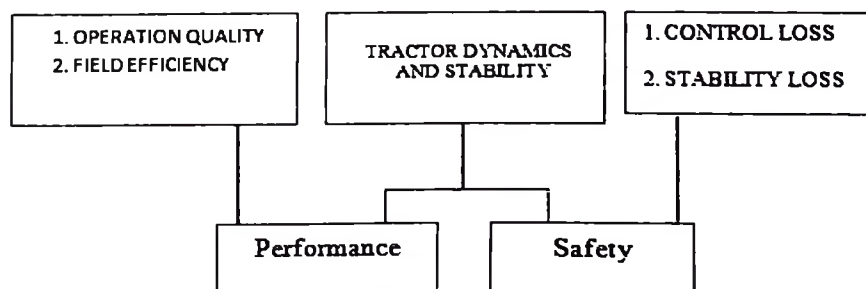 1. OPERATION QUALITY
2. FIELD EFFICIENCY
TRACTOR DYNAMICS
AND STABILITY
1. CONTROL LOSS
2. STABILITY LOSS
Performance
Safety